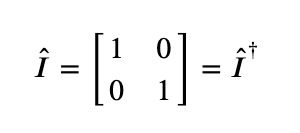 Î = [1 0
0 1] = Î†